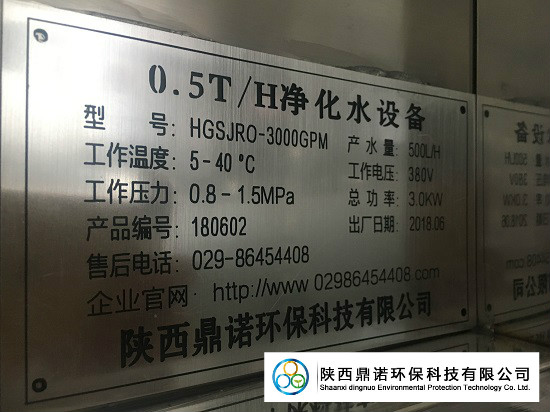 0.5T/H净化水设备
型 号: HGSJRO-3000GPM 产 水 量: 500L/H
工作温度: 5-40℃ 工作电压: 380V
工作压力: 0.8-1.5MPa 总 功 率: 3.0KW
产品编号: 180602 出厂日期: 2018.06
售后电话: 029-86454408
企业官网: http://www 02986454408.com
陕西鼎诺环保科技有限公司
陕西鼎诺环保科技有限公司
Shaanxi dingnuo Environmental Protection Technology Co.Ltd